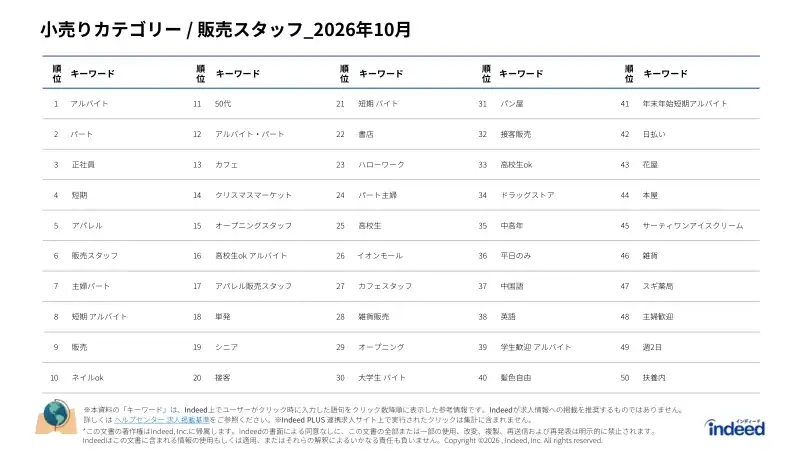 小売りカテゴリー / 販売スタッフ_2026年10月
順位 キーワード 順位 キーワード 順位 キーワード 順位 キーワード 順位 キーワード
1 アルバイト 11 50代 21 短期 バイト 31 パン屋 41 年末年始短期アルバイト
2 パート 12 アルバイト・パート 22 書店 32 接客販売 42 日払い
3 正社員 13 カフェ 23 ハローワーク 33 高校生ok 43 花屋
4 短期 14 クリスマスマーケット 24 パート主婦 34 ドラッグストア 44 本屋
5 アパレル 15 オープニングスタッフ 25 高校生 35 中高年 45 サーティワンアイスクリーム
6 販売スタッフ 16 高校生ok アルバイト 26 イオンモール 36 平日のみ 46 雑貨
7 主婦パート 17 アパレル販売スタッフ 27 カフェスタッフ 37 中国語 47 スギ薬局
8 短期 アルバイト 18 単発 28 雑貨販売 38 英語 48 主婦歓迎
9 販売 19 シニア 29 オープニング 39 学生歓迎 アルバイト 49 週2日
10 ネイルok 20 接客 30 大学生 バイト 40 髪色自由 50 扶養内
※本資料の「キーワード」は、Indeed上でユーザーがクリック時に入力した語句をクリック数降順に表示した参考情報です。Indeedが求人情報への掲載を推奨するものではありません。
詳しくは ヘルプセンター 求人掲載基準をご参照ください。※Indeed PLUS 連携求人サイト上で実行されたクリックは集計に含まれません。
*この文書の著作権はIndeed, Inc.に帰属します。Indeedの書面による同意なしに、この文書の全部または一部の使用、改変、複製、再送信および再発表は明示的に禁止されます。
Indeedはこの文書に含まれる情報の使用もしくは適用、またはそれらの解釈によるいかなる責任も負いません。Copyright ©2026 , Indeed, Inc. All rights reserved.
インディード
indeed